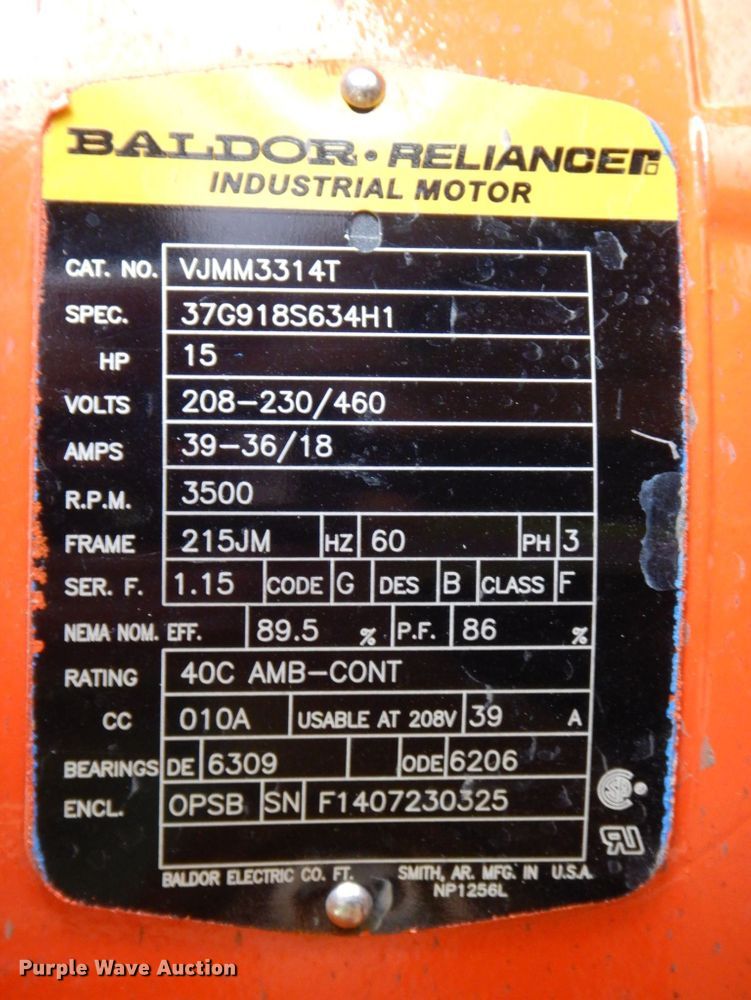 BALDOR • RELIANCER
INDUSTRIAL MOTOR
CAT. NO. VJMM3314T
SPEC. 37G918S634H1
HP 15
VOLTS 208-230/460
AMPS 39-36/18
R.P.M. 3500
FRAME 215JM HZ 60 PH 3
SER. F. 1.15 CODE G DES B CLASS F
NEMA NOM. EFF. 89.5 % P.F. 86 %
RATING 40C AMB-CONT
CC 010A USABLE AT 208V 39 A
BEARINGS DE 6309 ODE 6206
ENCL. OPSB SN F1407230325
BALDOR ELECTRIC CO. FT. SMITH, AR. MFG. IN U.S.A.
NP1256L
Purple Wave Auction